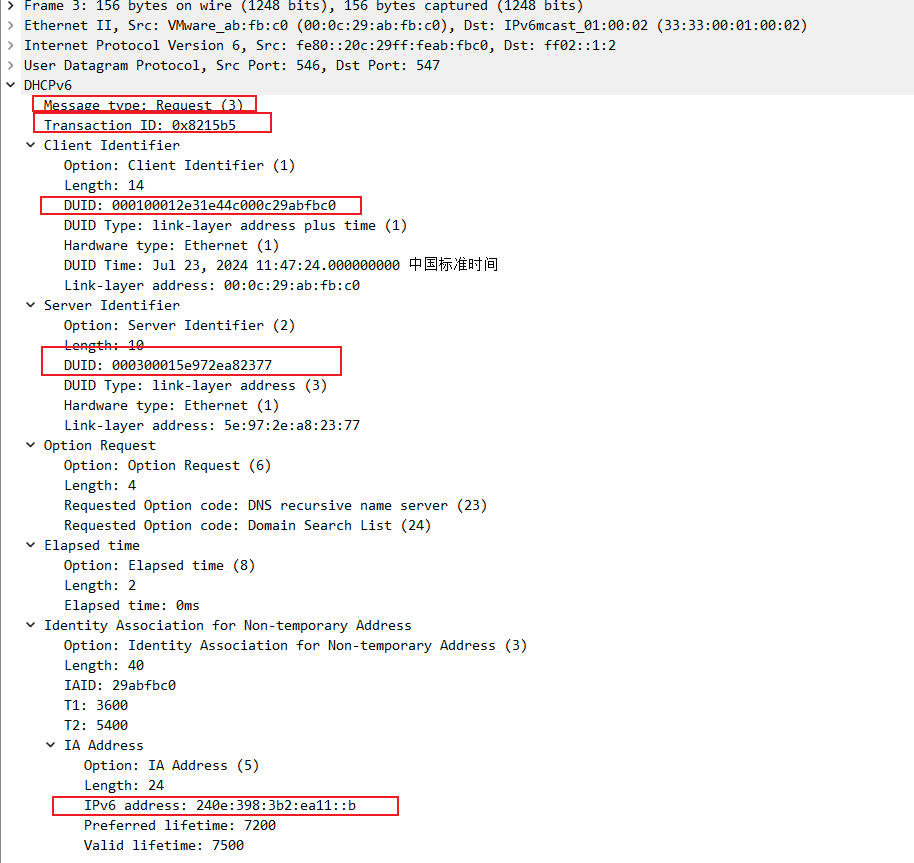 Frame 3: 156 bytes on wire (1248 bits), 156 bytes captured (1248 bits)
Ethernet II, Src: VMware_ab:fb:c0 (00:0c:29:ab:fb:c0), Dst: IPv6mcast_01:00:02 (33:33:00:01:00:02)
Internet Protocol Version 6, Src: fe80::20c:29ff:feab:fbc0, Dst: ff02::1:2
User Datagram Protocol, Src Port: 546, Dst Port: 547
DHCPv6
Message type: Request (3)
Transaction ID: 0x8215b5
Client Identifier
Option: Client Identifier (1)
Length: 14
DUID: 000100012e31e44c000c29abfbc0
DUID Type: link-layer address plus time (1)
Hardware type: Ethernet (1)
DUID Time: Jul 23, 2024 11:47:24.000000000 中国标准时间
Link-layer address: 00:0c:29:ab:fb:c0
Server Identifier
Option: Server Identifier (2)
Length: 10
DUID: 000300015e972ea82377
DUID Type: link-layer address (3)
Hardware type: Ethernet (1)
Link-layer address: 5e:97:2e:a8:23:77
Option Request
Option: Option Request (6)
Length: 4
Requested Option code: DNS recursive name server (23)
Requested Option code: Domain Search List (24)
Elapsed time
Option: Elapsed time (8)
Length: 2
Elapsed time: 0ms
Identity Association for Non-temporary Address
Option: Identity Association for Non-temporary Address (3)
Length: 40
IAID: 29abfbc0
T1: 3600
T2: 5400
IA Address
Option: IA Address (5)
Length: 24
IPv6 address: 240e:398:3b2:ea11::b
Preferred lifetime: 7200
Valid lifetime: 7500